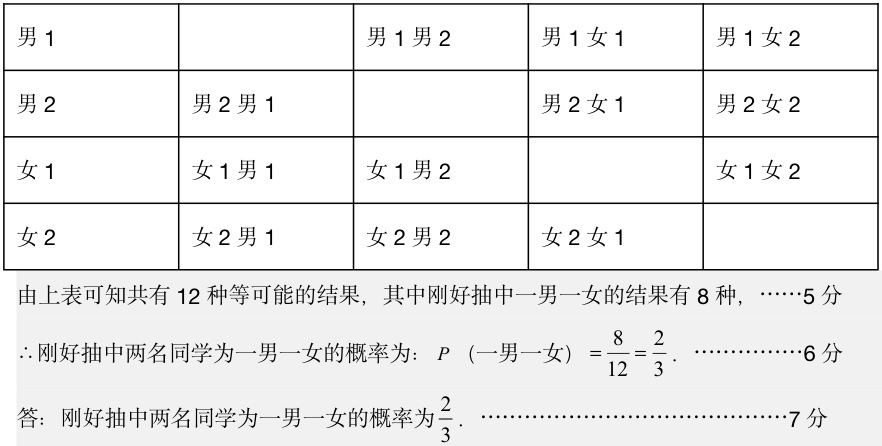 男1 男1男2 男1女1 男1女2
男2 男2男1 男2女1 男2女2
女1 女1男1 女1男2 女1女2
女2 女2男1 女2男2 女2女1
由上表可知共有 12 种等可能的结果，其中刚好抽中一男一女的结果有 8 种，……5 分
∴刚好抽中两名同学为一男一女的概率为：P （一男一女） =8/12=2/3．……………6 分
答：刚好抽中两名同学为一男一女的概率为2/3．……………………………………7 分